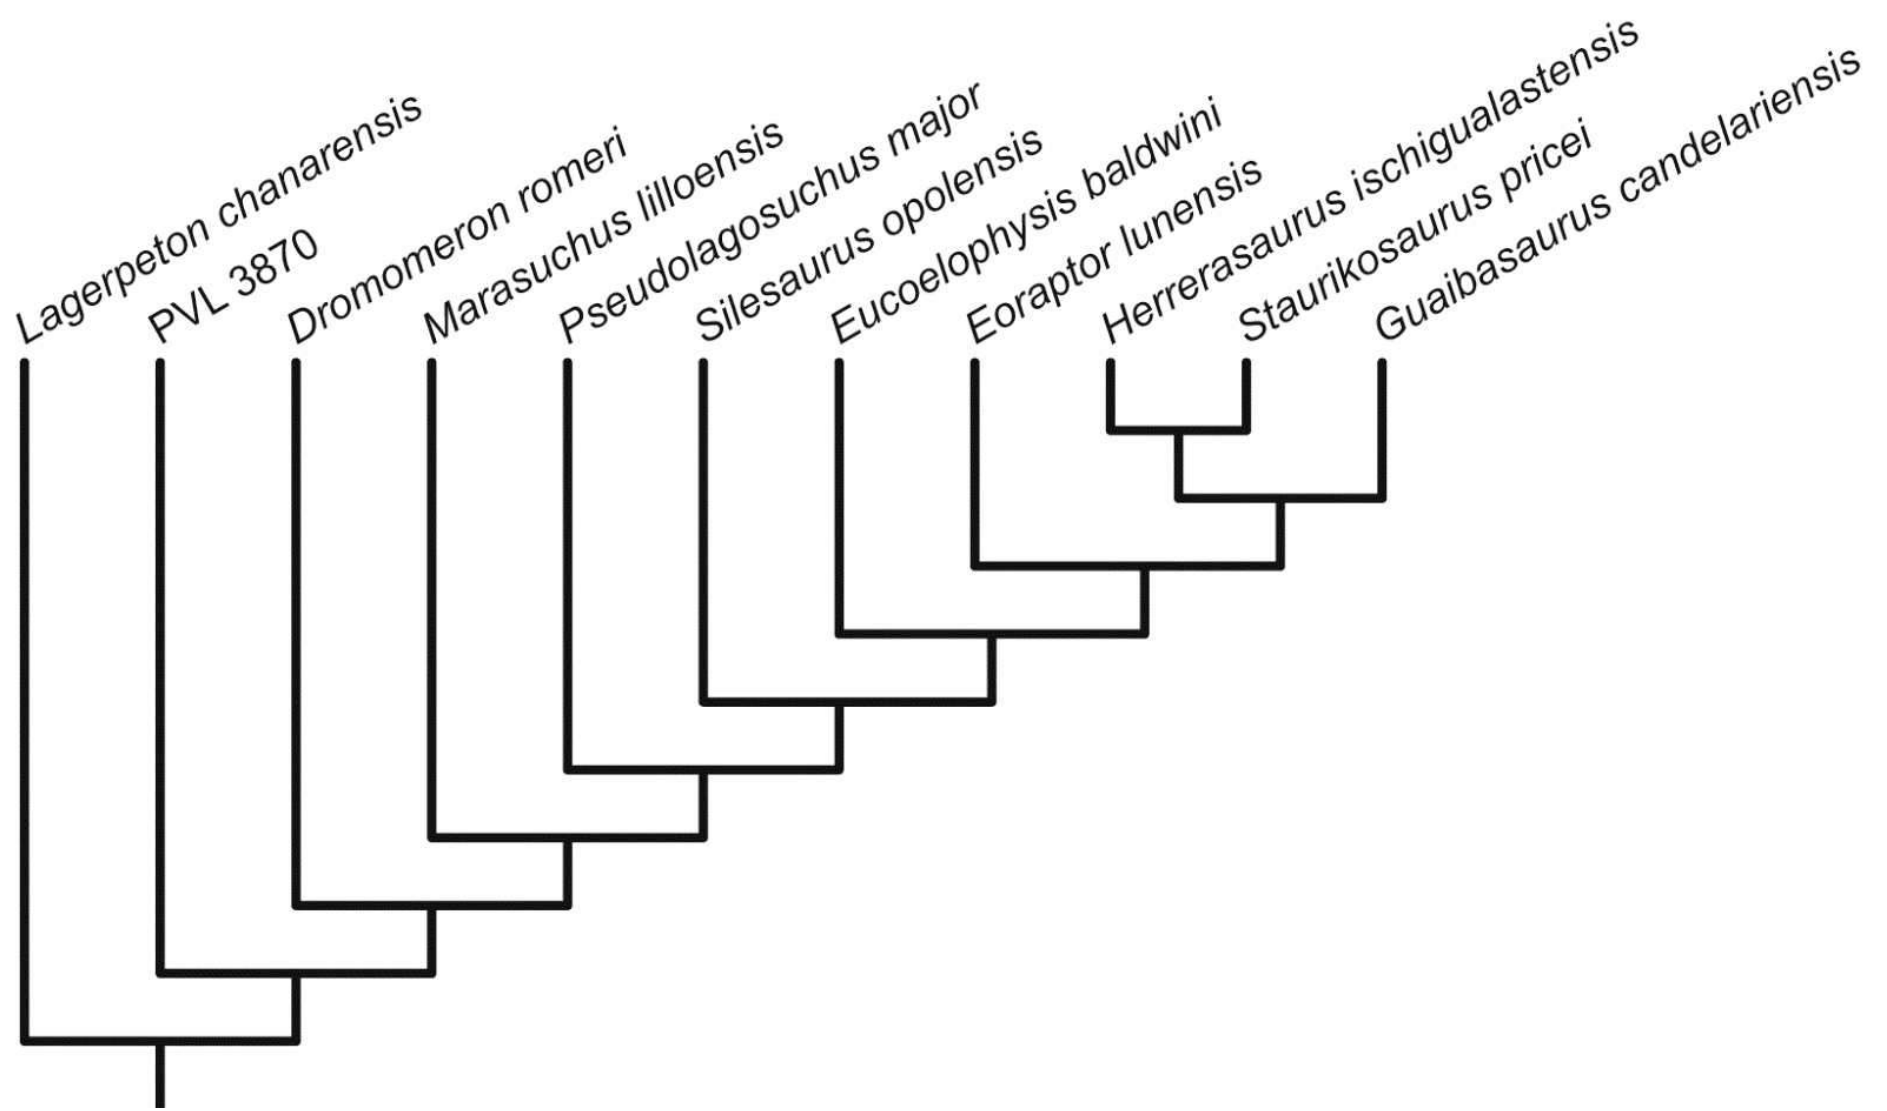 Lagerpeton chanarensis
PVL 3870
Dromomeron romeri
Marasuchus lilloensis
Pseudolagosuchus major
Silesaurus opolensis
Eucoelophysis baldwini
Eoraptor lunensis
Herrerasaurus ischigualastensis
Staurikosaurus pricei
Guaibasaurus candelariensis